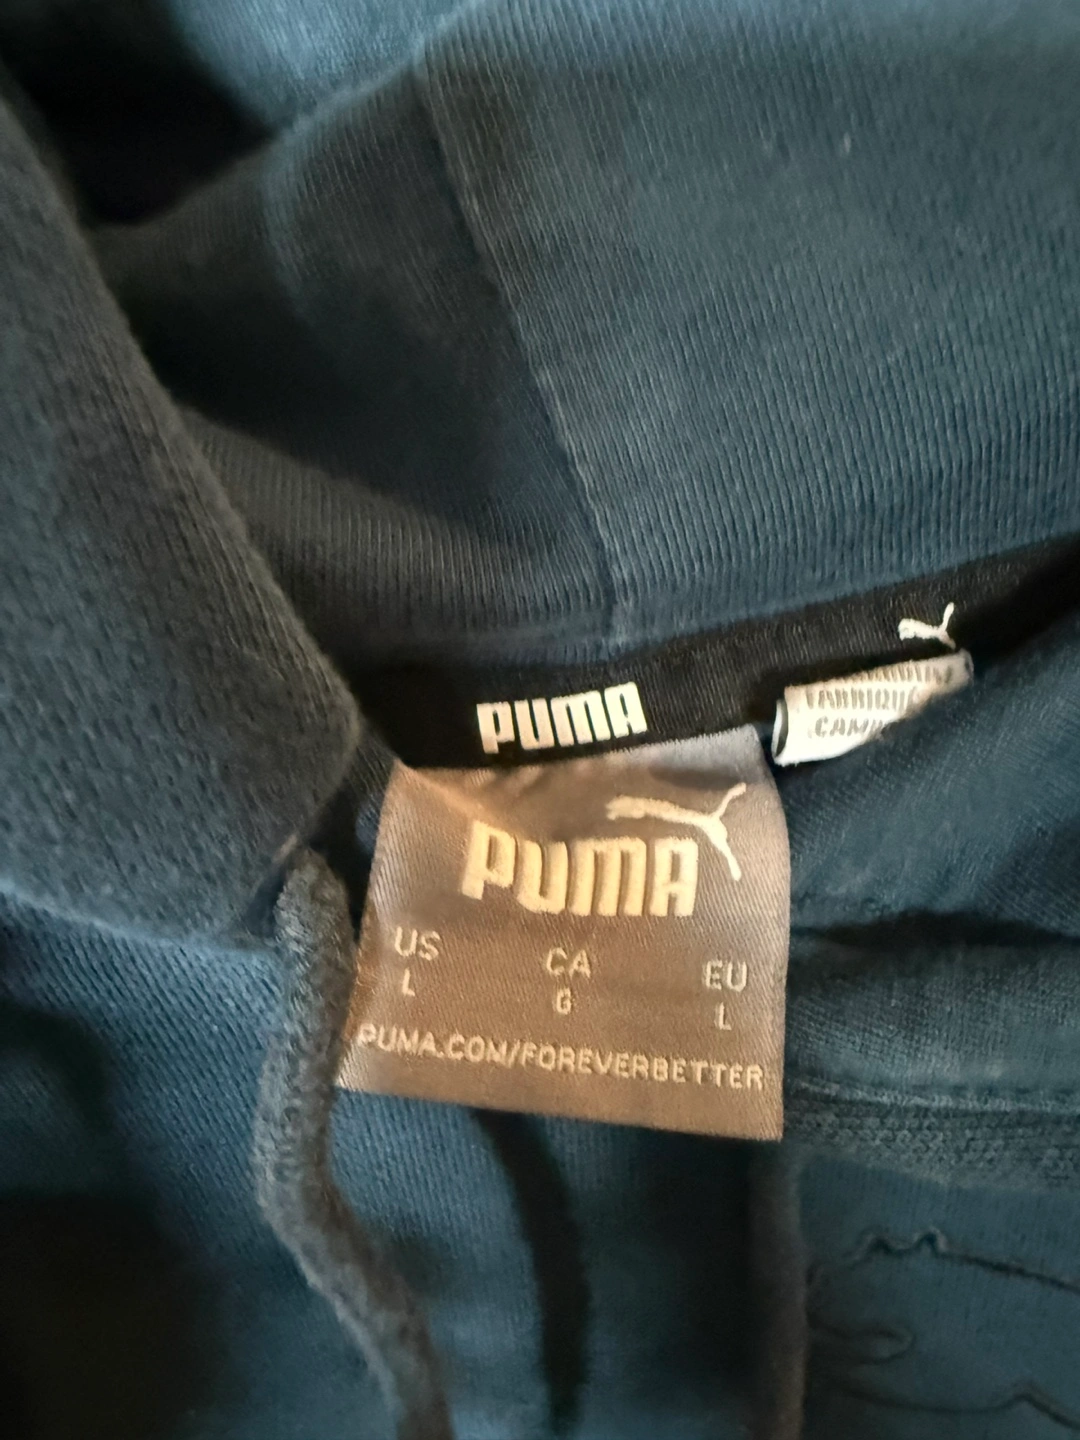 PUMA
PUMA
US CA EU
L G L
PUMA.COM/FOREVERBETTER